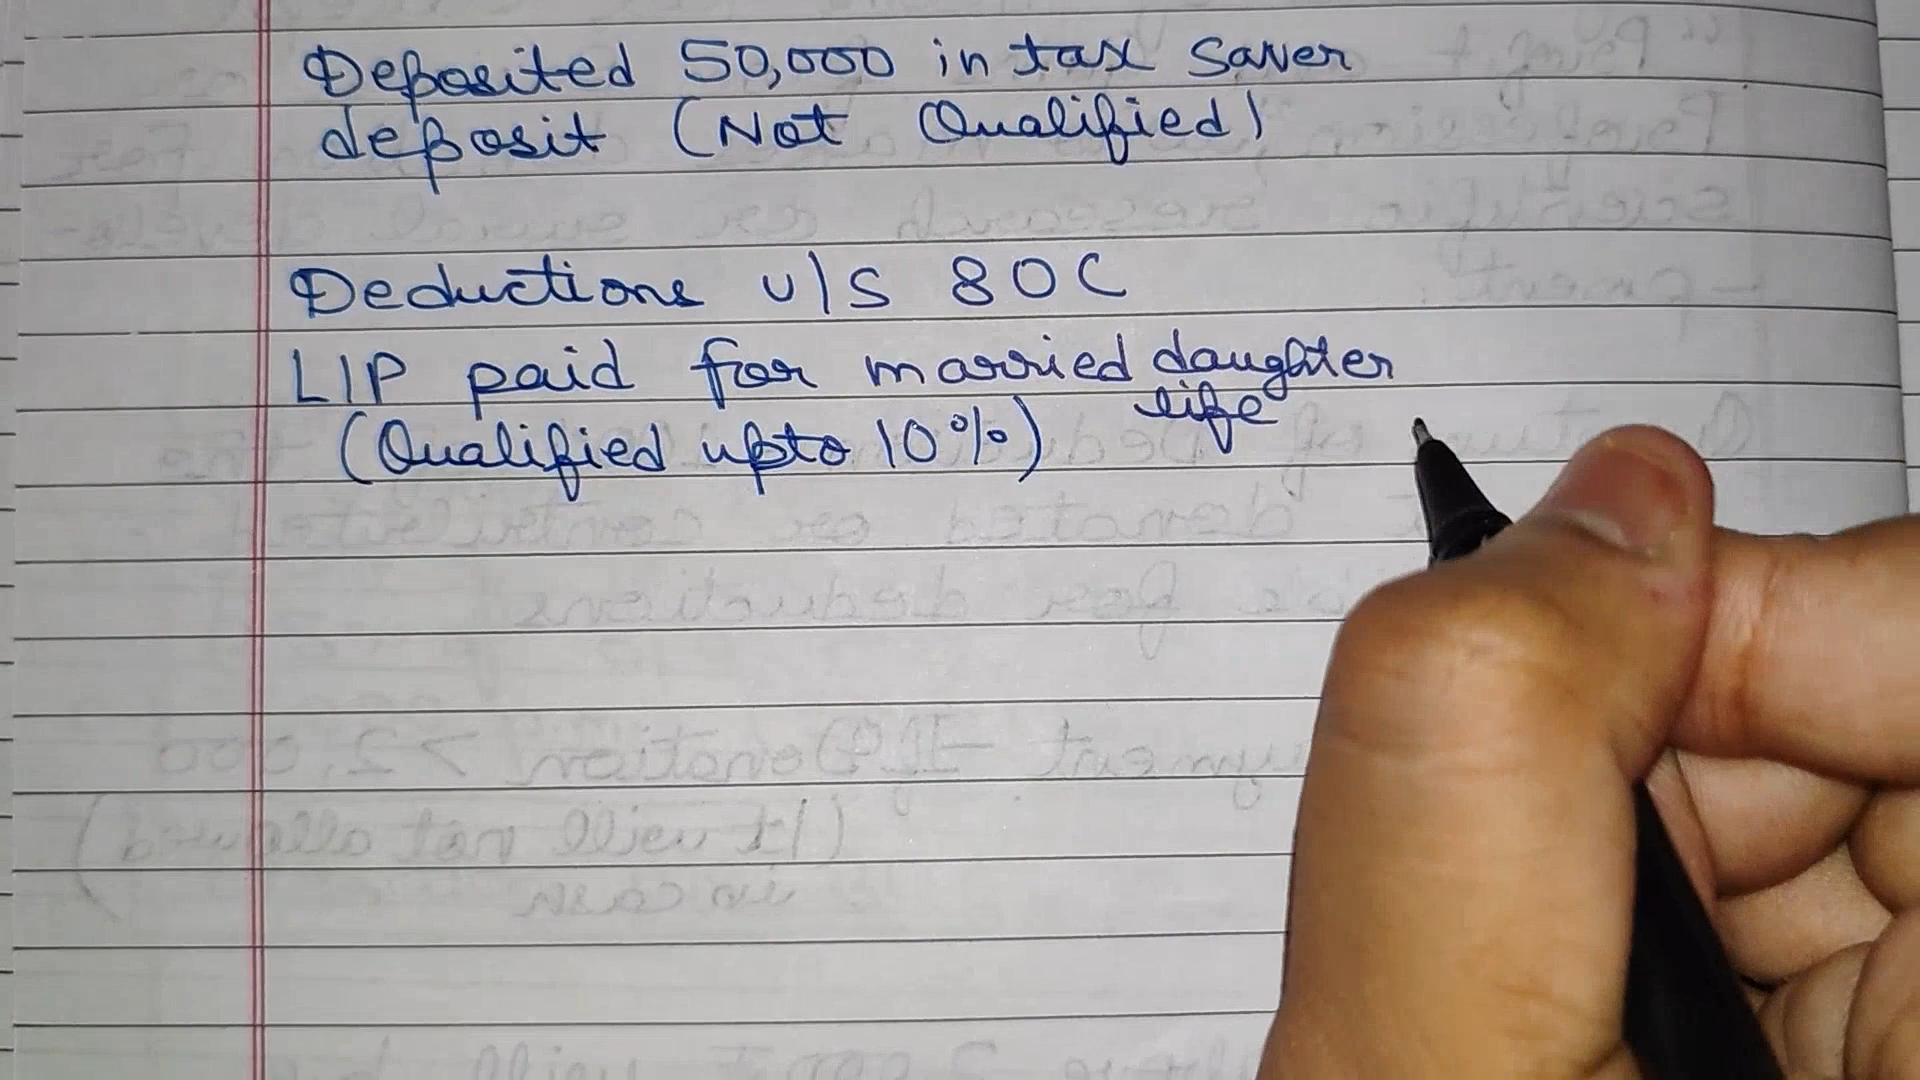 Deposited 50,000 in tax saver
deposit (Not Qualified)
Deductions u/s 80C
LIP paid for married daughter
life
(Qualified upto 10%)